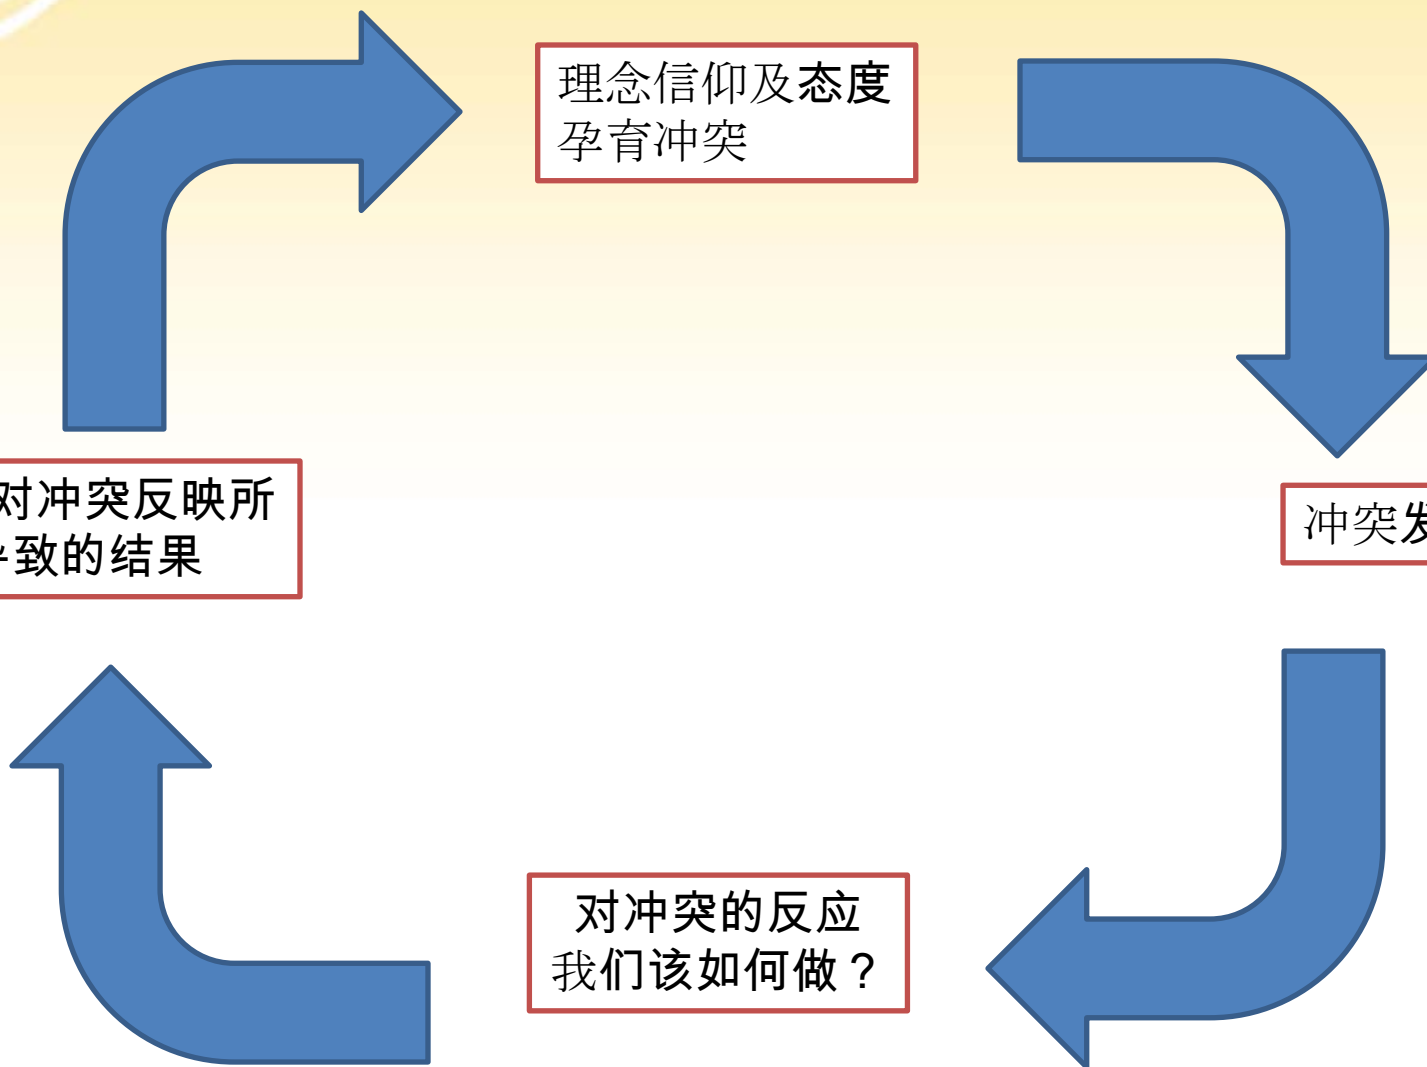 理念信仰及态度
孕育冲突
对冲突反映所
致的结果
冲突发
对冲突的反应
我们该如何做？